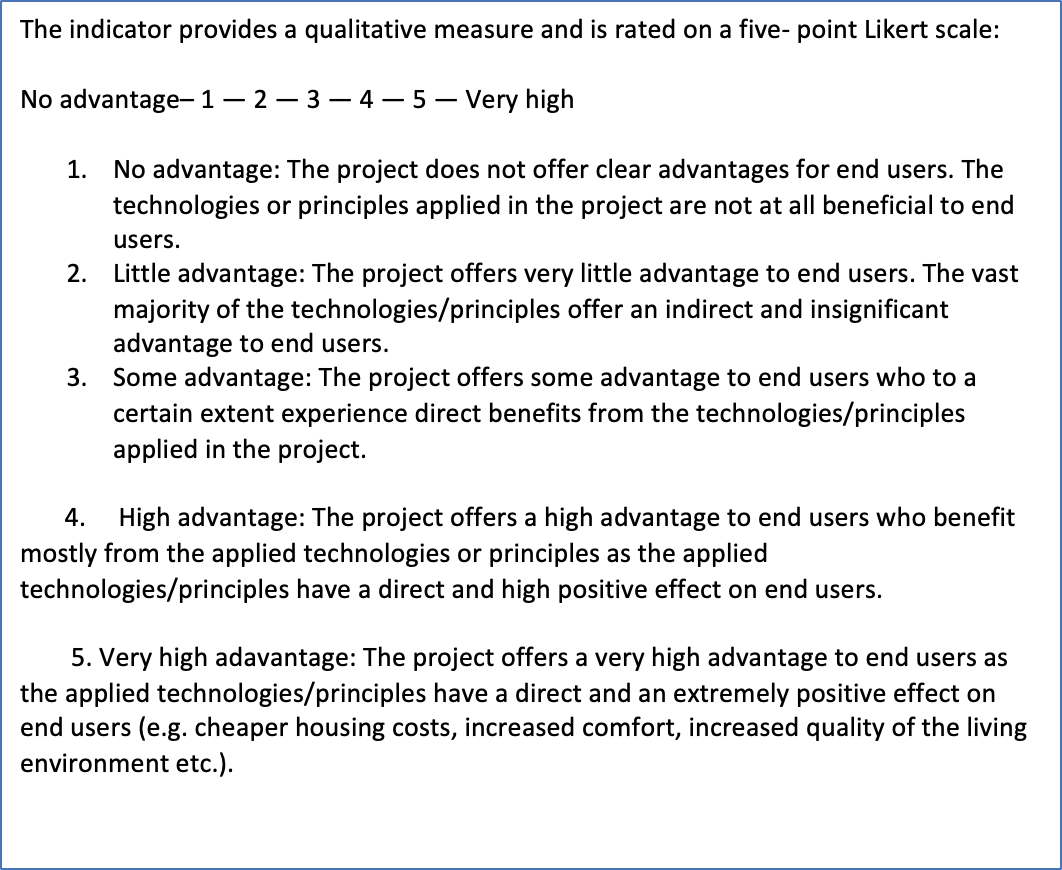 The indicator provides a qualitative measure and is rated on a five- point Likert scale:
No advantage– 1 — 2 — 3 — 4 — 5 — Very high
1. No advantage: The project does not offer clear advantages for end users. The
technologies or principles applied in the project are not at all beneficial to end
users.
2. Little advantage: The project offers very little advantage to end users. The vast
majority of the technologies/principles offer an indirect and insignificant
advantage to end users.
3. Some advantage: The project offers some advantage to end users who to a
certain extent experience direct benefits from the technologies/principles
applied in the project.
4. High advantage: The project offers a high advantage to end users who benefit
mostly from the applied technologies or principles as the applied
technologies/principles have a direct and high positive effect on end users.
5. Very high adavantage: The project offers a very high advantage to end users as
the applied technologies/principles have a direct and an extremely positive effect on
end users (e.g. cheaper housing costs, increased comfort, increased quality of the living
environment etc.).